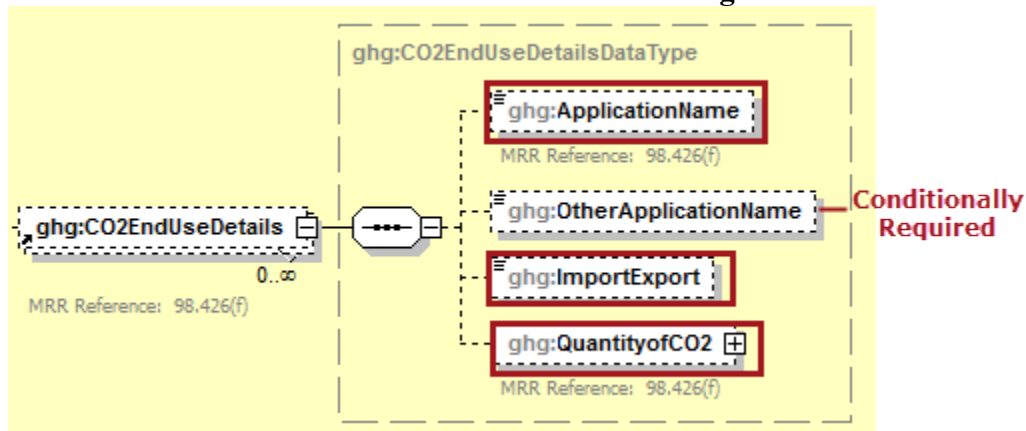 g
ghg:CO2EndUseDetailsDataType
ghg:ApplicationName
MRR Reference: 98.426(f)
ghg:OtherApplicationName
Conditionally
Required
ghg:CO2EndUseDetails
0..∞
MRR Reference: 98.426(f)
ghg:ImportExport
ghg:QuantityofCO2
MRR Reference: 98.426(f)